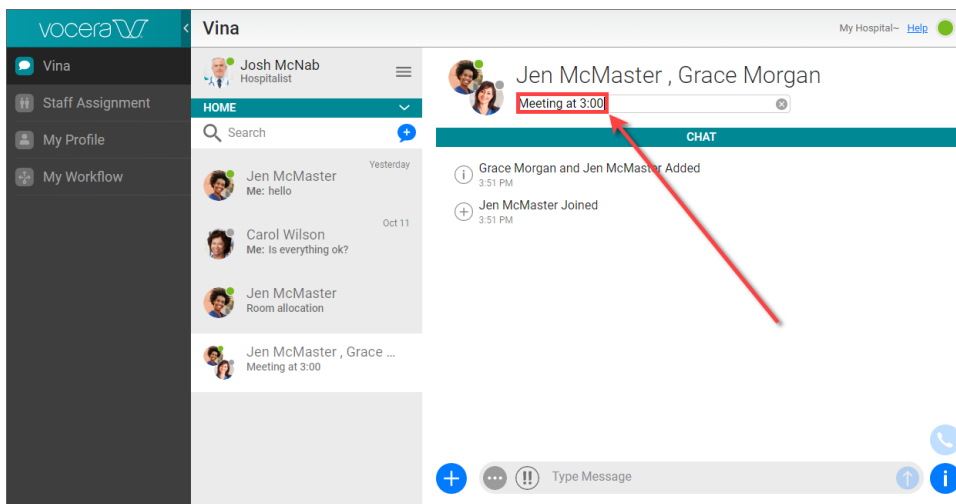 vocera
Vina
My Hospital~ Help
Vina
Staff Assignment
My Profile
My Workflow
Josh McNab
Hospitalist
HOME
Search
Yesterday
Jen McMaster
Me: hello
Oct 11
Carol Wilson
Me: Is everything ok?
Jen McMaster
Room allocation
Jen McMaster , Grace ...
Meeting at 3:00
Jen McMaster , Grace Morgan
Meeting at 3:00
CHAT
Grace Morgan and Jen McMaster Added
3:51 PM
Jen McMaster Joined
3:51 PM
Type Message